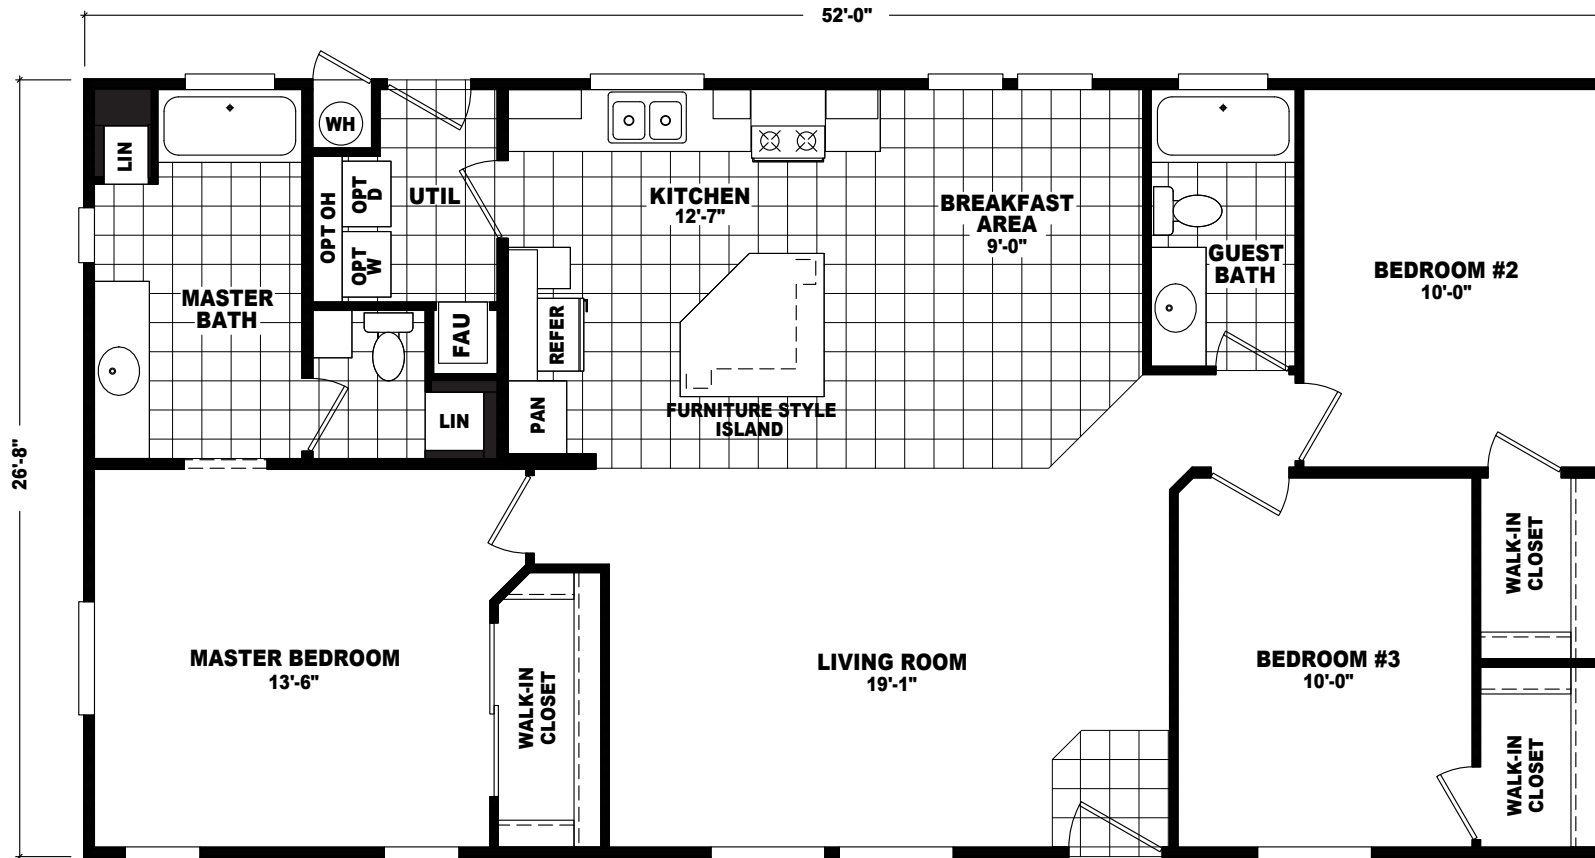 52'-0"
26'-8"
LIN
WH
OPT OH
OPT
D
OPT
W
UTIL
KITCHEN
12'-7"
BREAKFAST
AREA
9'-0"
GUEST
BATH
BEDROOM #2
10'-0"
MASTER
BATH
FAU
REFER
LIN
PAN
FURNITURE STYLE
ISLAND
MASTER BEDROOM
13'-6"
WALK-IN
CLOSET
LIVING ROOM
19'-1"
BEDROOM #3
10'-0"
WALK-IN
CLOSET
WALK-IN
CLOSET